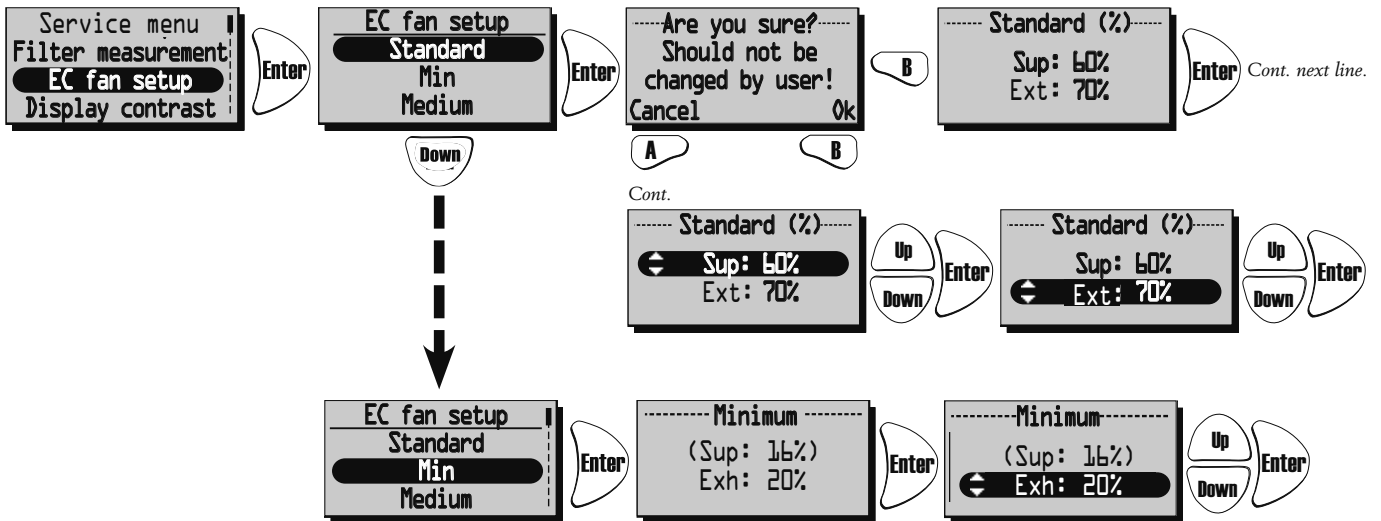 Service menu
Filter measurement
EC fan setup
Display contrast
Enter
EC fan setup
Standard
Min
Medium
Enter
Down
Are you sure?
Should not be
changed by user!
Cancel Ok
A B
B
Standard (%)
Sup: 60%
Ext: 70%
Enter
Cont. next line.
Cont.
Standard (%)
Sup: 60%
Ext: 70%
Up
Down
Enter
Standard (%)
Sup: 60%
Ext: 70%
Up
Down
Enter
EC fan setup
Standard
Min
Medium
Enter
Minimum
(Sup: 16%)
Exh: 20%
Enter
Minimum
(Sup: 16%)
Exh: 20%
Up
Down
Enter